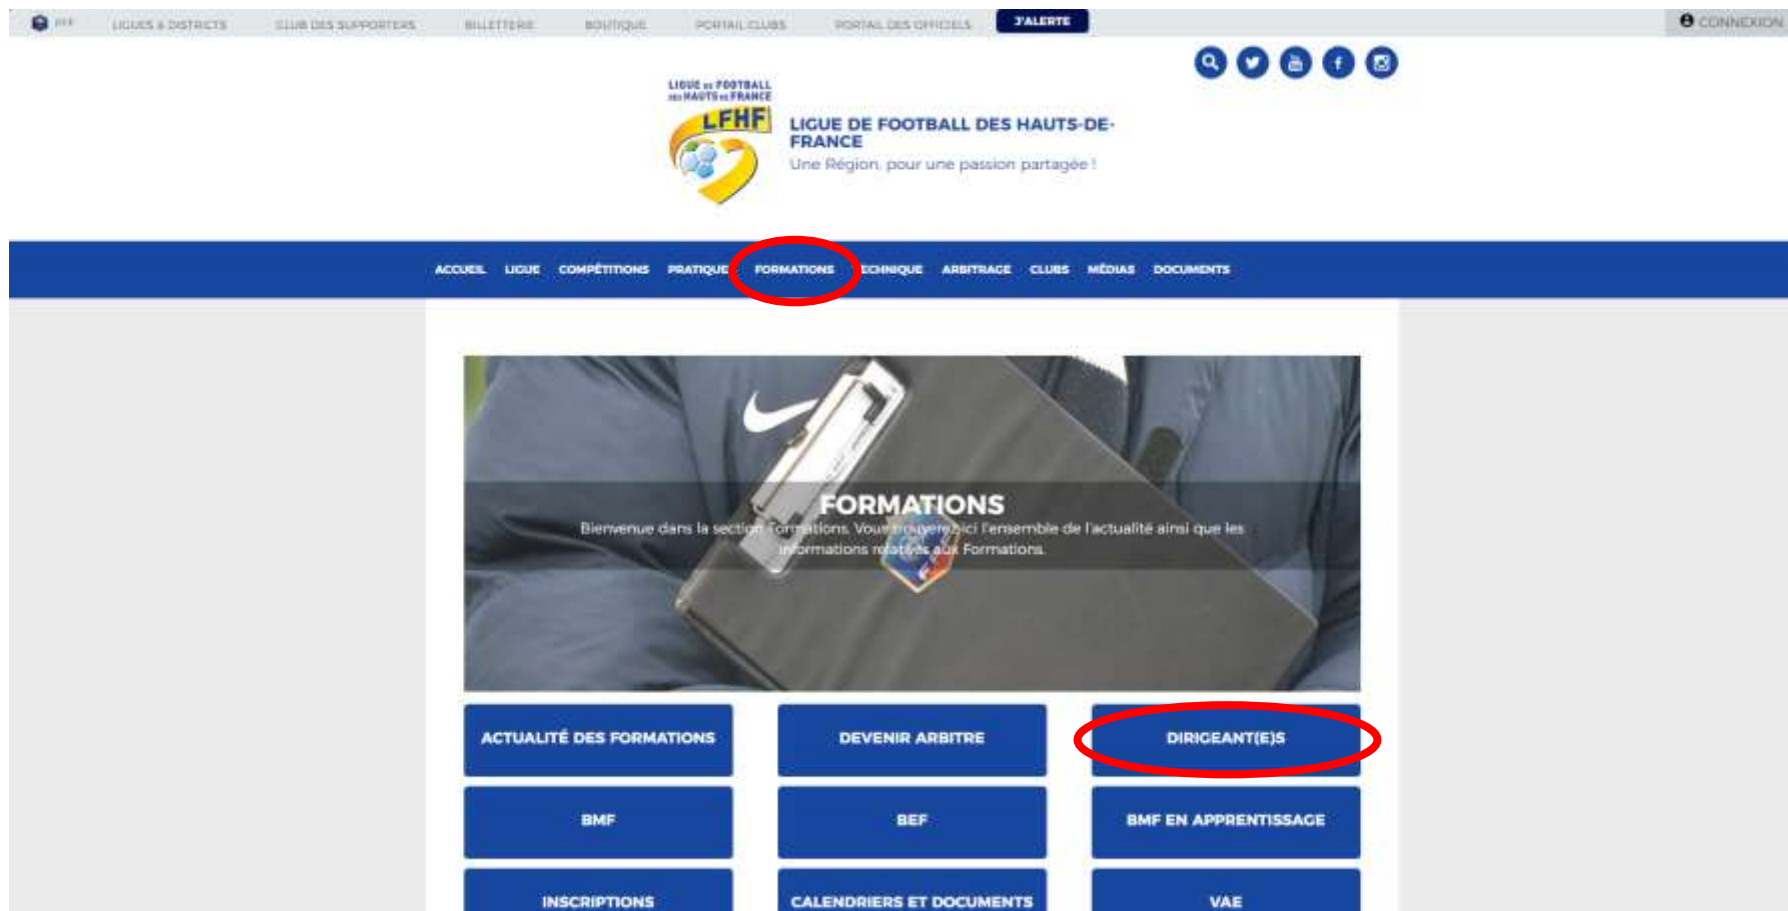 FFF
LIGUES & DISTRICTS
CLUB DES SUPPORTERS
BILLETTERIE
BOUTIQUE
PORTAIL CLUBS
PORTAIL DES OFFICIELS
J'ALERTE
CONNEXION
LIGUE DE FOOTBALL
DES HAUTS DE FRANCE
LFHF
LIGUE DE FOOTBALL DES HAUTS-DE-
FRANCE
Une Région, pour une passion partagée !
ACCUEIL LIGUE COMPÉTITIONS PRATIQUES FORMATIONS TECHNIQUE ARBITRAGE CLUBS MÉDIAS DOCUMENTS
FORMATIONS
Bienvenue dans la section Formations. Vous trouverez ici l'ensemble de l'actualité ainsi que les
informations relatives aux Formations.
ACTUALITÉ DES FORMATIONS
DEVENIR ARBITRE
DIRIGEANT(E)S
BMF
BEF
BMF EN APPRENTISSAGE
INSCRIPTIONS
CALENDRIERS ET DOCUMENTS
VAE